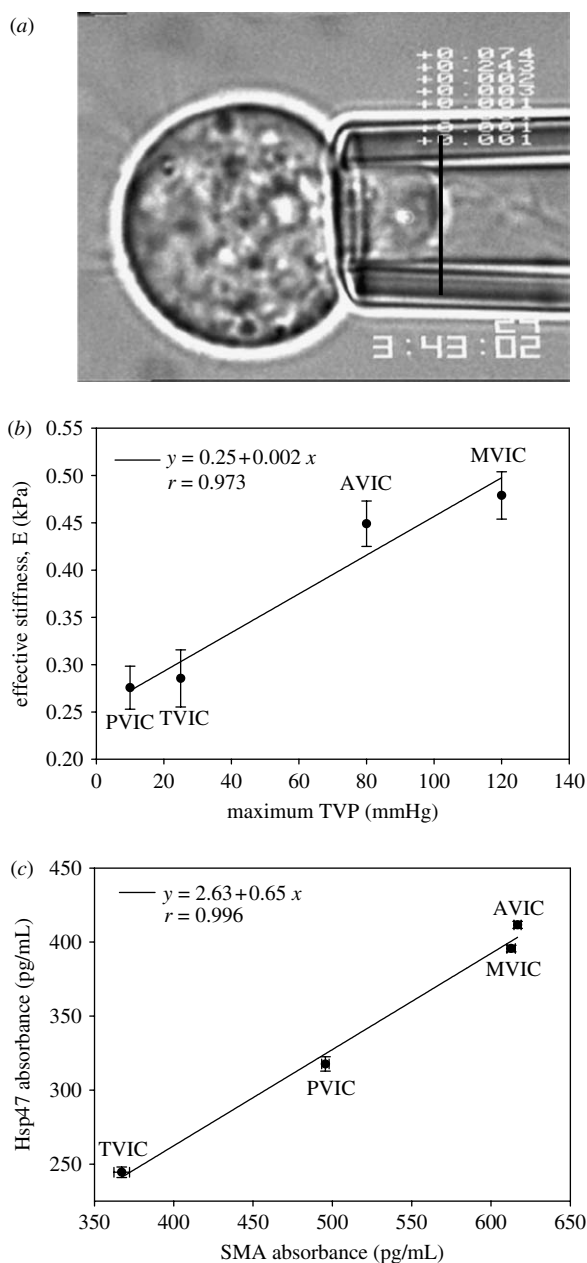 (a)
+0.074
+0.243
+0.002
+0.003
+0.001
+0.001
3:43:02
(b)
y = 0.25+0.002 x
r = 0.973
AVIC
MVIC
PVIC
TVIC
0.55
0.50
0.45
0.40
0.35
0.30
0.25
0.20
effective stiffness, E (kPa)
0 20 40 60 80 100 120 140
maximum TVP (mmHg)
(c)
y = 2.63+0.65 x
r = 0.996
AVIC
MVIC
PVIC
TVIC
450
400
350
300
250
Hsp47 absorbance (pg/mL)
350 400 450 500 550 600 650
SMA absorbance (pg/mL)